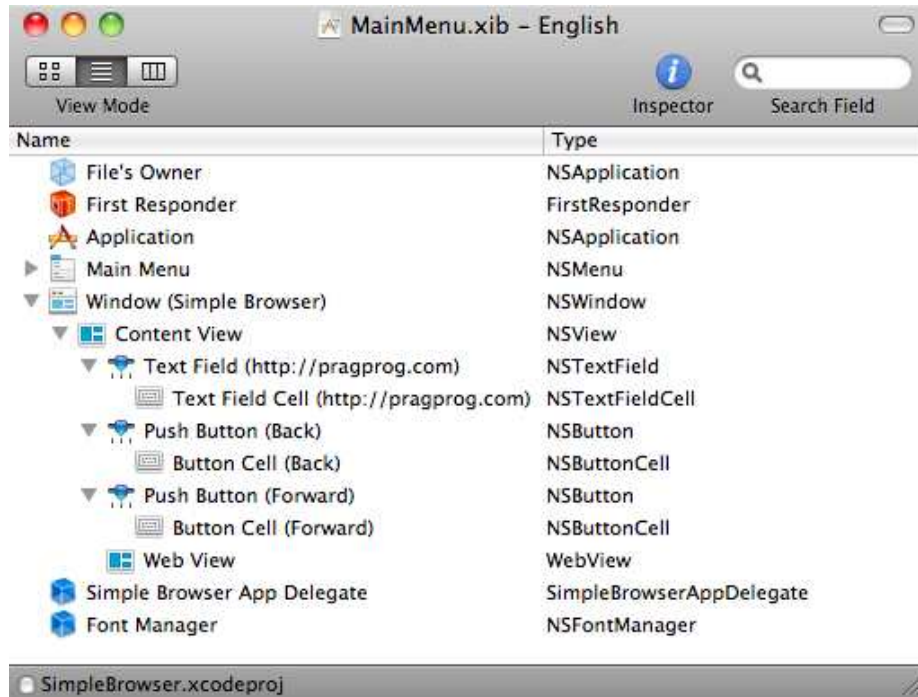 MainMenu.xib – English
View Mode
Inspector
Search Field
Name Type
File's Owner NSApplication
First Responder FirstResponder
Application NSApplication
Main Menu NSMenu
Window (Simple Browser) NSWindow
Content View NSView
Text Field (http://pragprog.com) NSTextField
Text Field Cell (http://pragprog.com) NSTextFieldCell
Push Button (Back) NSButton
Button Cell (Back) NSButtonCell
Push Button (Forward) NSButton
Button Cell (Forward) NSButtonCell
Web View WebView
Simple Browser App Delegate SimpleBrowserAppDelegate
Font Manager NSFontManager
SimpleBrowser.xcodeproj